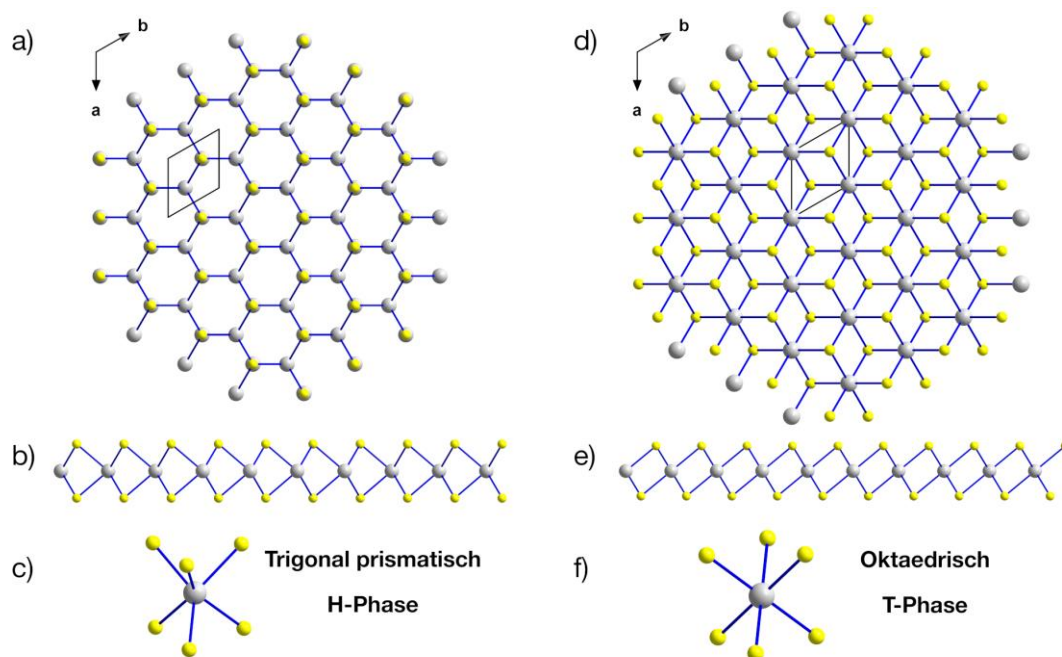 a)
b
a
d)
b
a
b)
e)
c)
Trigonal prismatisch
H-Phase
f)
Oktaedrisch
T-Phase